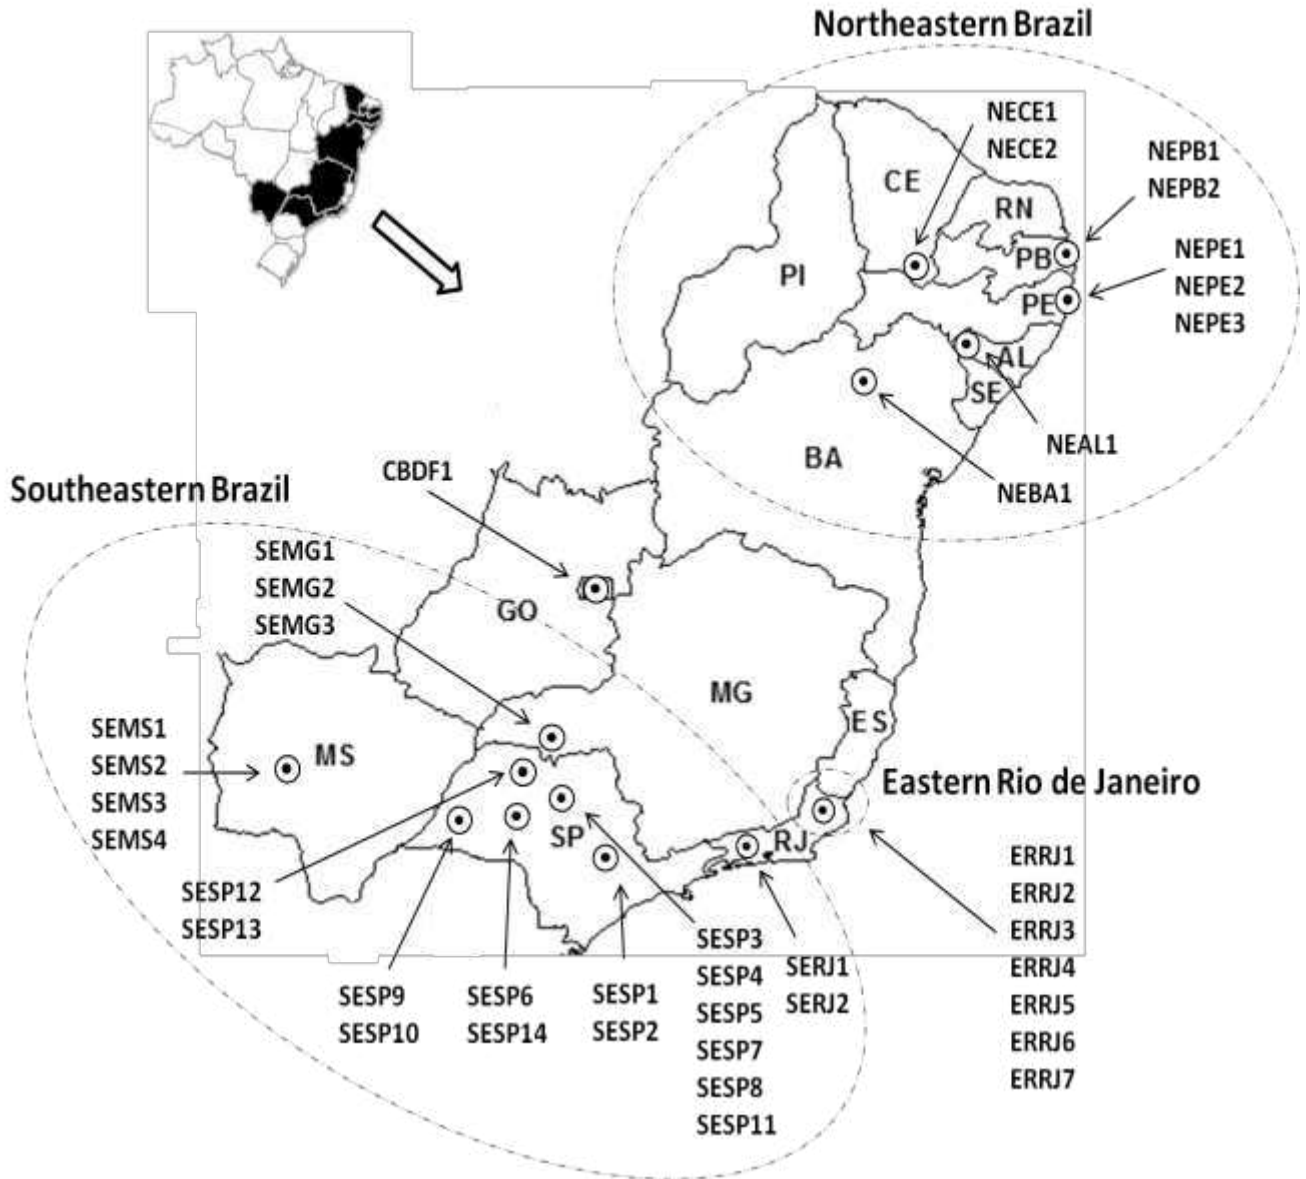 Northeastern Brazil
NECE1
NECE2
NEPB1
NEPB2
CE
RN
PB
NEPE1
NEPE2
NEPE3
PI
PE
AL
SE
NEAL1
BA
NEBA1
CBDF1
Southeastern Brazil
SEMG1
SEMG2
SEMG3
GO
MG
ES
SEMS1
SEMS2
SEMS3
SEMS4
MS
Eastern Rio de Janeiro
SP
RJ
SESP12
SESP13
ERRJ1
ERRJ2
ERRJ3
ERRJ4
ERRJ5
ERRJ6
ERRJ7
SESP9
SESP10
SESP6
SESP14
SESP1
SESP2
SESP3
SESP4
SESP5
SESP7
SESP8
SESP11
SERJ1
SERJ2